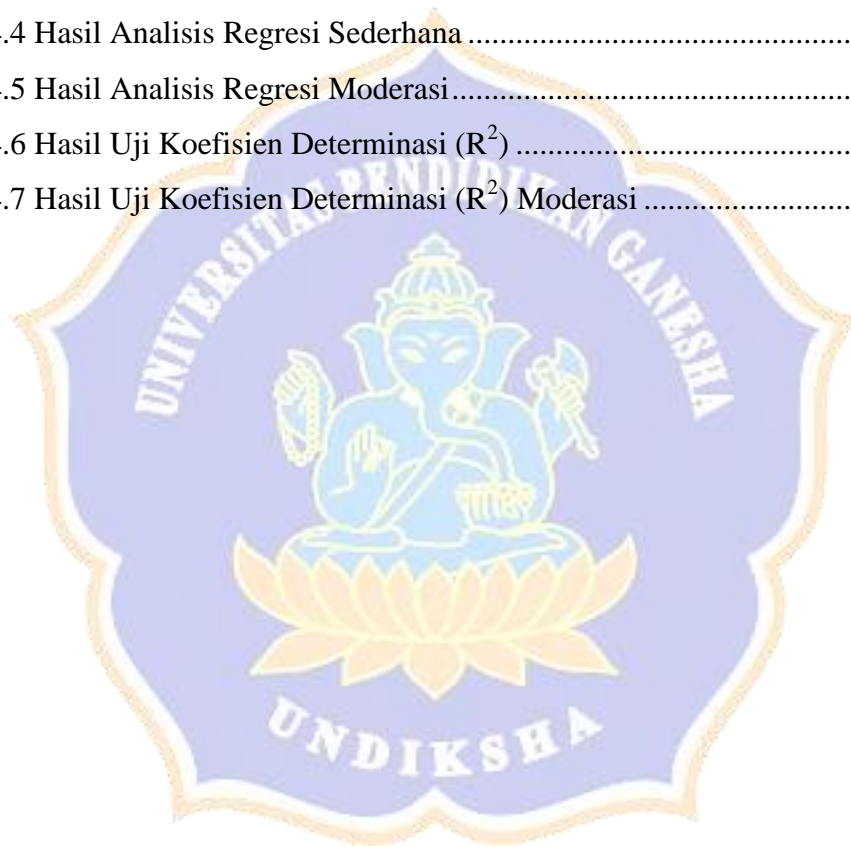 .4 Hasil Analisis Regresi Sederhana ................................................
.5 Hasil Analisis Regresi Moderasi..................................................
.6 Hasil Uji Koefisien Determinasi (R²) ..........................................
.7 Hasil Uji Koefisien Determinasi (R²) Moderasi ..........................
UNIVERSITAS PENDIDIKAN GANESHA
UNDIKSHA